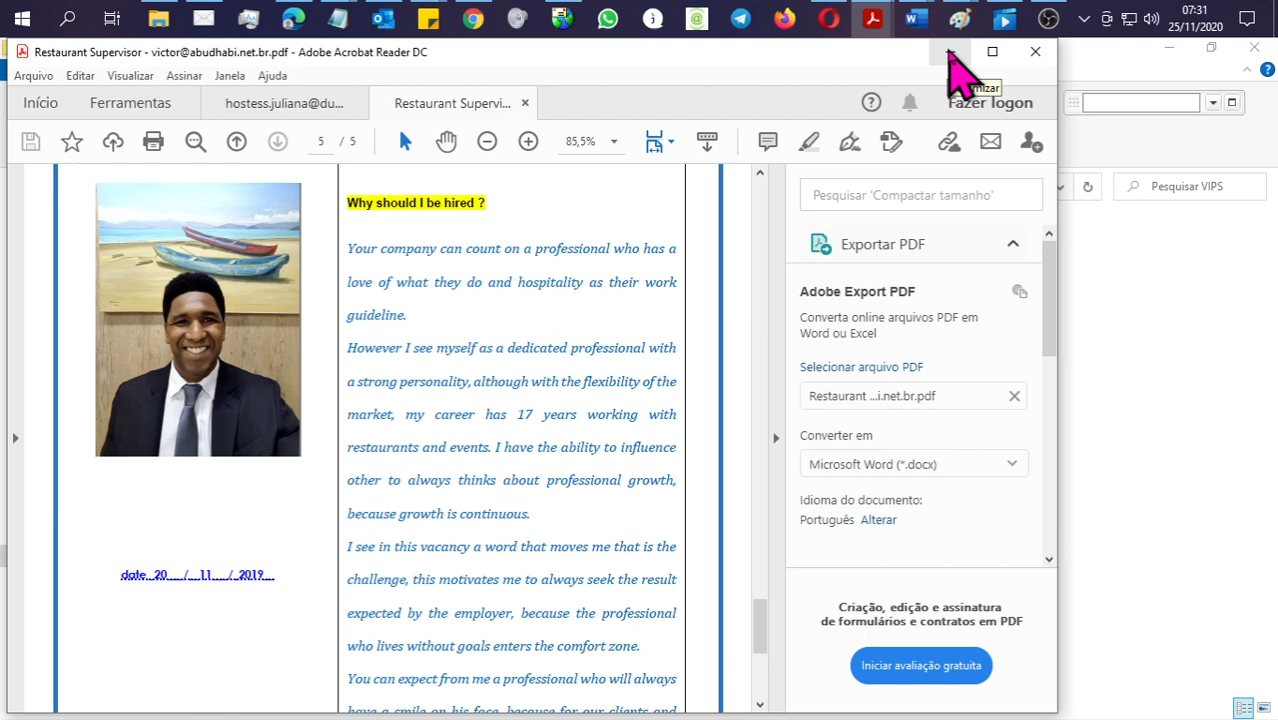 07:31
25/11/2020
Restaurant Supervisor - victor@abudhabi.net.br.pdf - Adobe Acrobat Reader DC
Arquivo Editar Visualizar Assinar Janela Ajuda
Início Ferramentas hostess.juliana@du... Restaurant Supervi... Fazer logon
5 / 5 85,5%
Pesquisar VIPS
Pesquisar 'Compactar tamanho'
Exportar PDF
Adobe Export PDF
Converta online arquivos PDF em
Word ou Excel
Selecionar arquivo PDF
Restaurant ...i.net.br.pdf
Converter em
Microsoft Word (*.docx)
Idioma do documento:
Português Alterar
Criação, edição e assinatura
de formulários e contratos em PDF
Iniciar avaliação gratuita
Why should I be hired ?
Your company can count on a professional who has a
love of what they do and hospitality as their work
guideline.
However I see myself as a dedicated professional with
a strong personality, although with the flexibility of the
market, my career has 17 years working with
restaurants and events. I have the ability to influence
other to always thinks about professional growth,
because growth is continuous.
I see in this vacancy a word that moves me that is the
challenge, this motivates me to always seek the result
expected by the employer, because the professional
who lives without goals enters the comfort zone.
You can expect from me a professional who will always
have a smile on his face, because for our clients and
date 20 / 11 / 2019